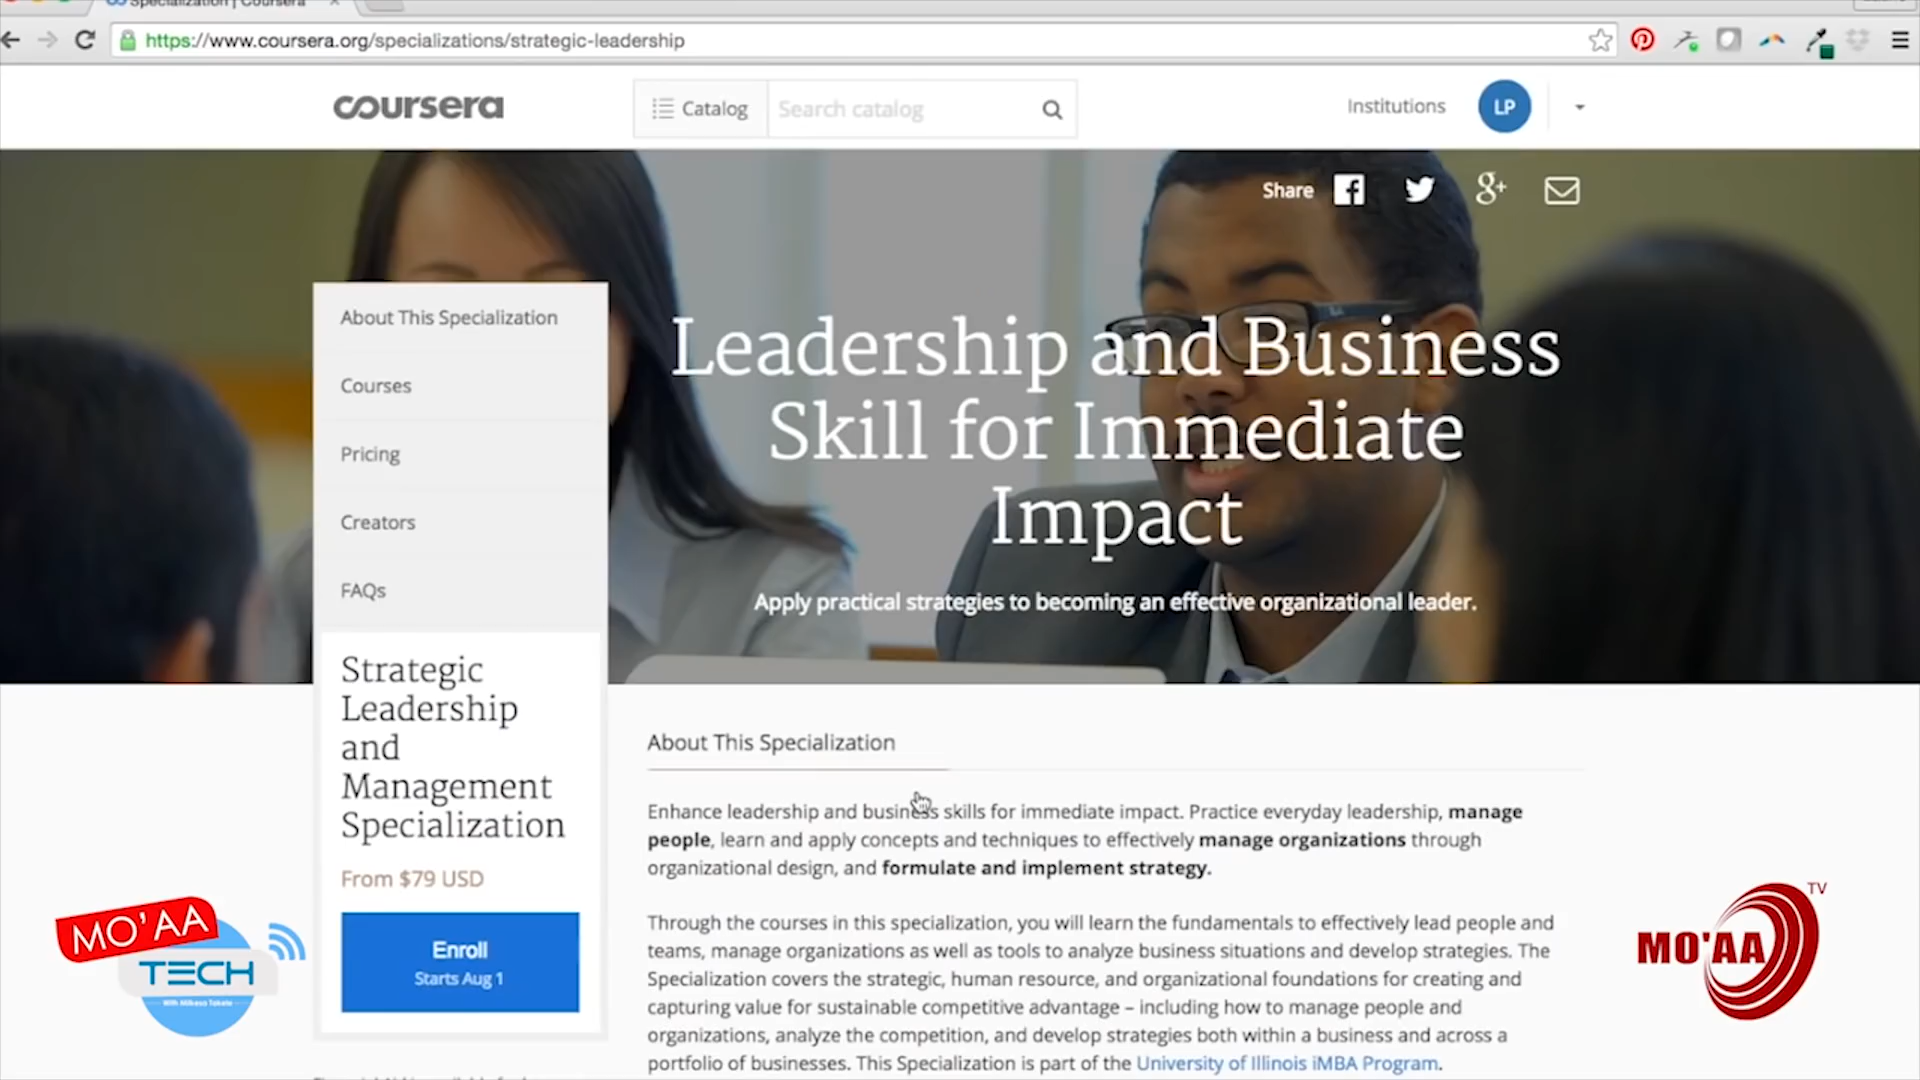 Specialization | Coursera
https://www.coursera.org/specializations/strategic-leadership
coursera
Catalog
Search catalog
Institutions
LP
Share
Leadership and Business
Skill for Immediate
Impact
Apply practical strategies to becoming an effective organizational leader.
About This Specialization
Courses
Pricing
Creators
FAQs
Strategic
Leadership
and
Management
Specialization
From $79 USD
Enroll
Starts Aug 1
About This Specialization
Enhance leadership and business skills for immediate impact. Practice everyday leadership, manage
people, learn and apply concepts and techniques to effectively manage organizations through
organizational design, and formulate and implement strategy.
Through the courses in this specialization, you will learn the fundamentals to effectively lead people and
teams, manage organizations as well as tools to analyze business situations and develop strategies. The
Specialization covers the strategic, human resource, and organizational foundations for creating and
capturing value for sustainable competitive advantage – including how to manage people and
organizations, analyze the competition, and develop strategies both within a business and across a
portfolio of businesses. This Specialization is part of the University of Illinois iMBA Program.
MO'AA
TECH
MO'AA
TV